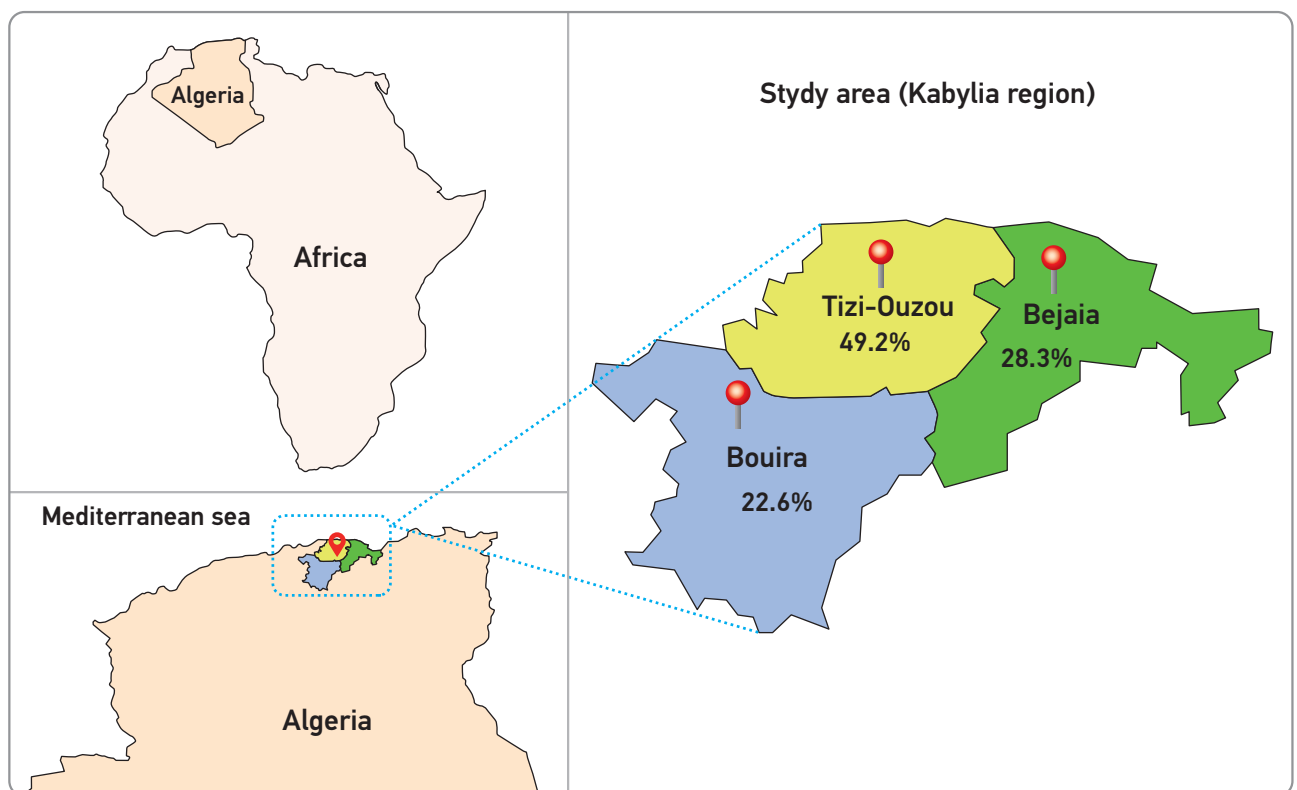 Algeria
Africa
Mediterranean sea
Algeria
Stydy area (Kabylia region)
Tizi-Ouzou
49.2%
Bejaia
28.3%
Bouira
22.6%